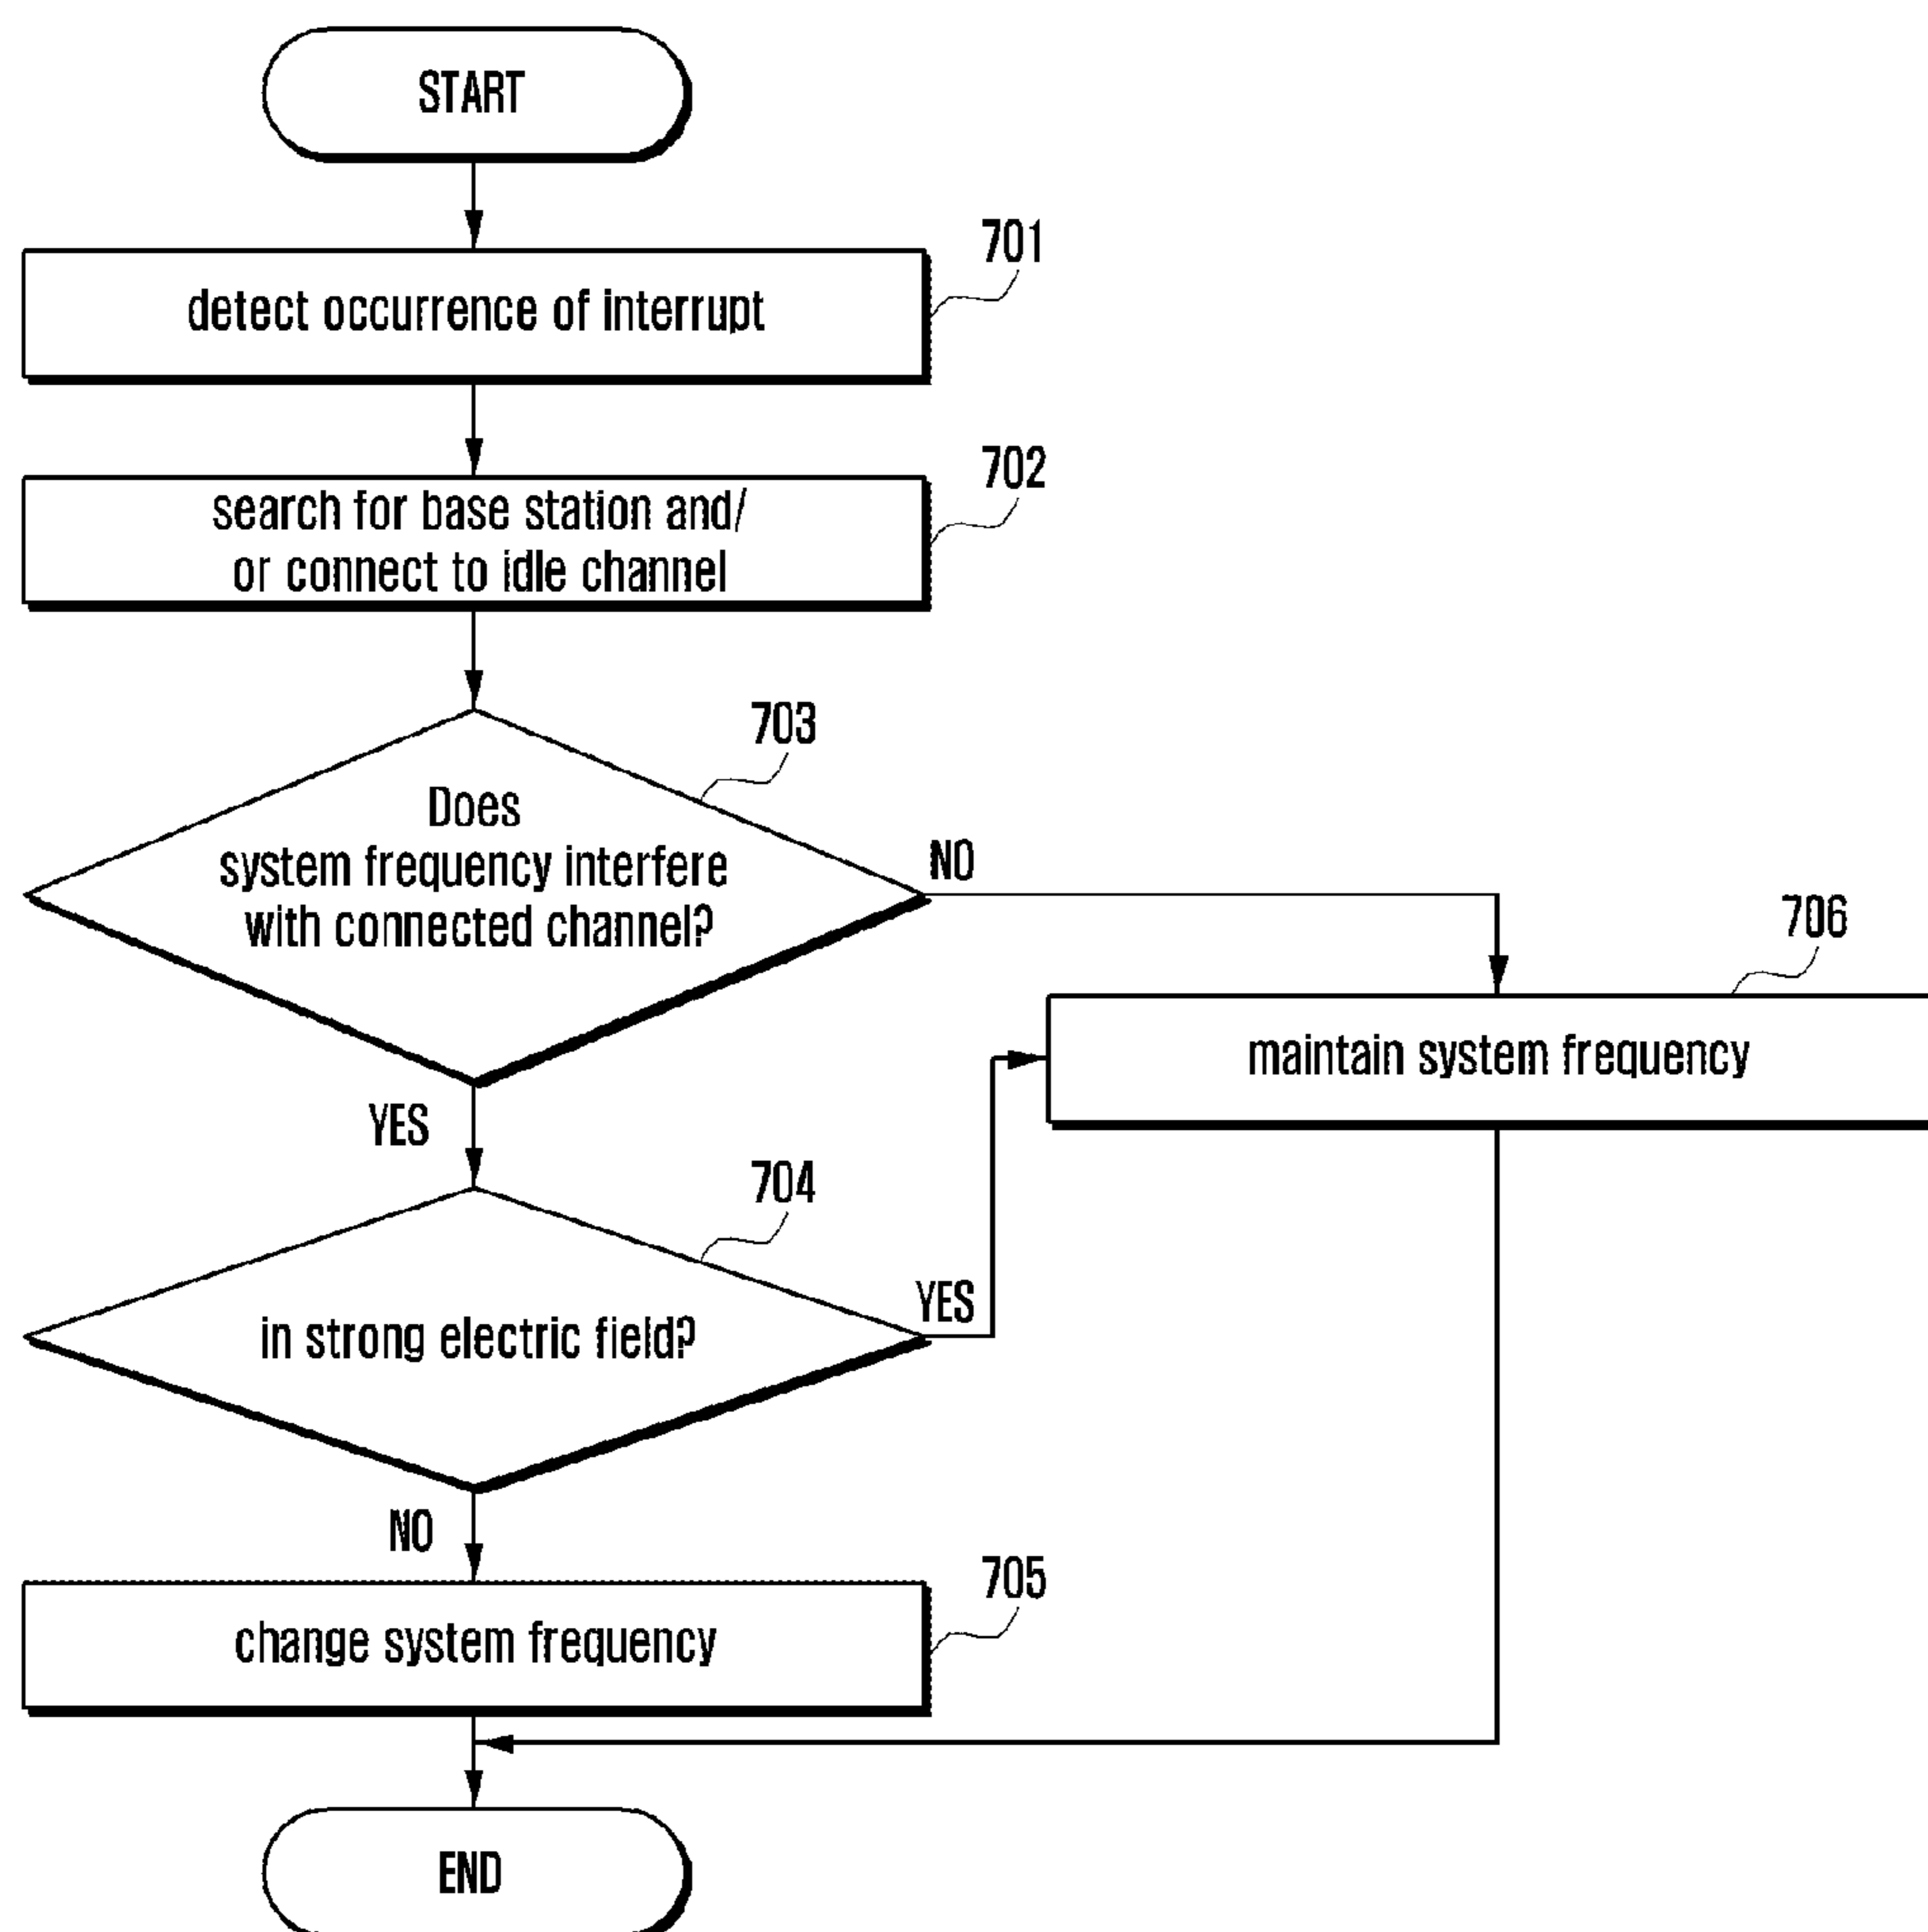 START
701
detect occurrence of interrupt
702
search for base station and/
or connect to idle channel
703
Does
system frequency interfere
with connected channel?
NO
706
maintain system frequency
YES
704
in strong electric field?
YES
NO
705
change system frequency
END